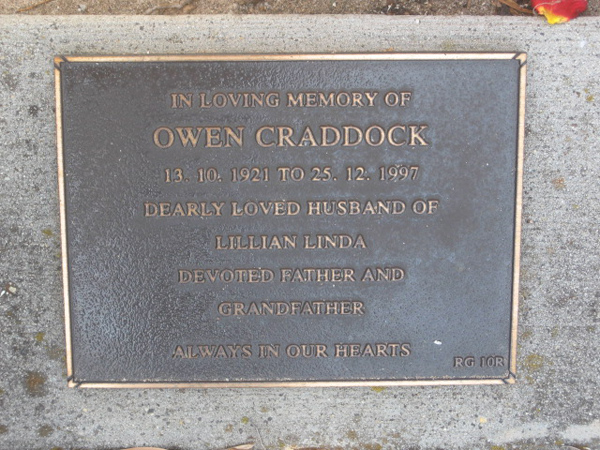 IN LOVING MEMORY OF
OWEN CRADDOCK
13. 10. 1921 TO 25. 12. 1997
DEARLY LOVED HUSBAND OF
LILLIAN LINDA
DEVOTED FATHER AND
GRANDFATHER
ALWAYS IN OUR HEARTS
RG 10R